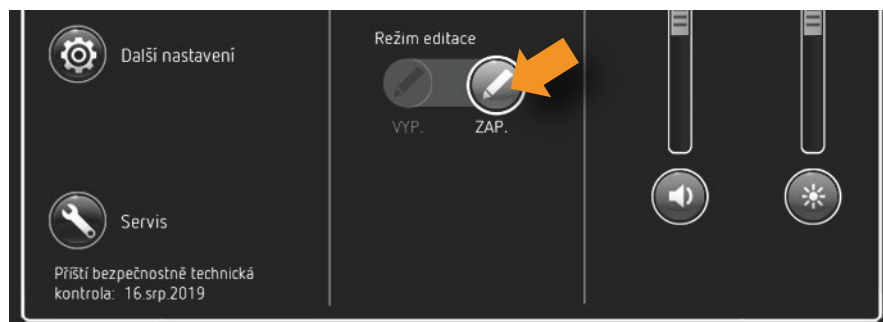 Další nastavení
Režim editace
VYP.
ZAP.
Servis
Příští bezpečnostně technická
kontrola: 16.srp.2019